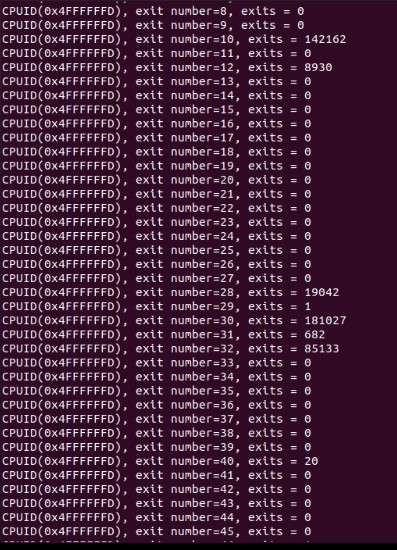 CPUID(0x4FFFFFFD), exit number=8, exits = 0
CPUID(0x4FFFFFFD), exit number=9, exits = 0
CPUID(0x4FFFFFFD), exit number=10, exits = 142162
CPUID(0x4FFFFFFD), exit number=11, exits = 0
CPUID(0x4FFFFFFD), exit number=12, exits = 8930
CPUID(0x4FFFFFFD), exit number=13, exits = 0
CPUID(0x4FFFFFFD), exit number=14, exits = 0
CPUID(0x4FFFFFFD), exit number=15, exits = 0
CPUID(0x4FFFFFFD), exit number=16, exits = 0
CPUID(0x4FFFFFFD), exit number=17, exits = 0
CPUID(0x4FFFFFFD), exit number=18, exits = 0
CPUID(0x4FFFFFFD), exit number=19, exits = 0
CPUID(0x4FFFFFFD), exit number=20, exits = 0
CPUID(0x4FFFFFFD), exit number=21, exits = 0
CPUID(0x4FFFFFFD), exit number=22, exits = 0
CPUID(0x4FFFFFFD), exit number=23, exits = 0
CPUID(0x4FFFFFFD), exit number=24, exits = 0
CPUID(0x4FFFFFFD), exit number=25, exits = 0
CPUID(0x4FFFFFFD), exit number=26, exits = 0
CPUID(0x4FFFFFFD), exit number=27, exits = 0
CPUID(0x4FFFFFFD), exit number=28, exits = 19042
CPUID(0x4FFFFFFD), exit number=29, exits = 1
CPUID(0x4FFFFFFD), exit number=30, exits = 181027
CPUID(0x4FFFFFFD), exit number=31, exits = 682
CPUID(0x4FFFFFFD), exit number=32, exits = 85133
CPUID(0x4FFFFFFD), exit number=33, exits = 0
CPUID(0x4FFFFFFD), exit number=34, exits = 0
CPUID(0x4FFFFFFD), exit number=35, exits = 0
CPUID(0x4FFFFFFD), exit number=36, exits = 0
CPUID(0x4FFFFFFD), exit number=37, exits = 0
CPUID(0x4FFFFFFD), exit number=38, exits = 0
CPUID(0x4FFFFFFD), exit number=39, exits = 0
CPUID(0x4FFFFFFD), exit number=40, exits = 20
CPUID(0x4FFFFFFD), exit number=41, exits = 0
CPUID(0x4FFFFFFD), exit number=42, exits = 0
CPUID(0x4FFFFFFD), exit number=43, exits = 0
CPUID(0x4FFFFFFD), exit number=44, exits = 0
CPUID(0x4FFFFFFD), exit number=45, exits = 0